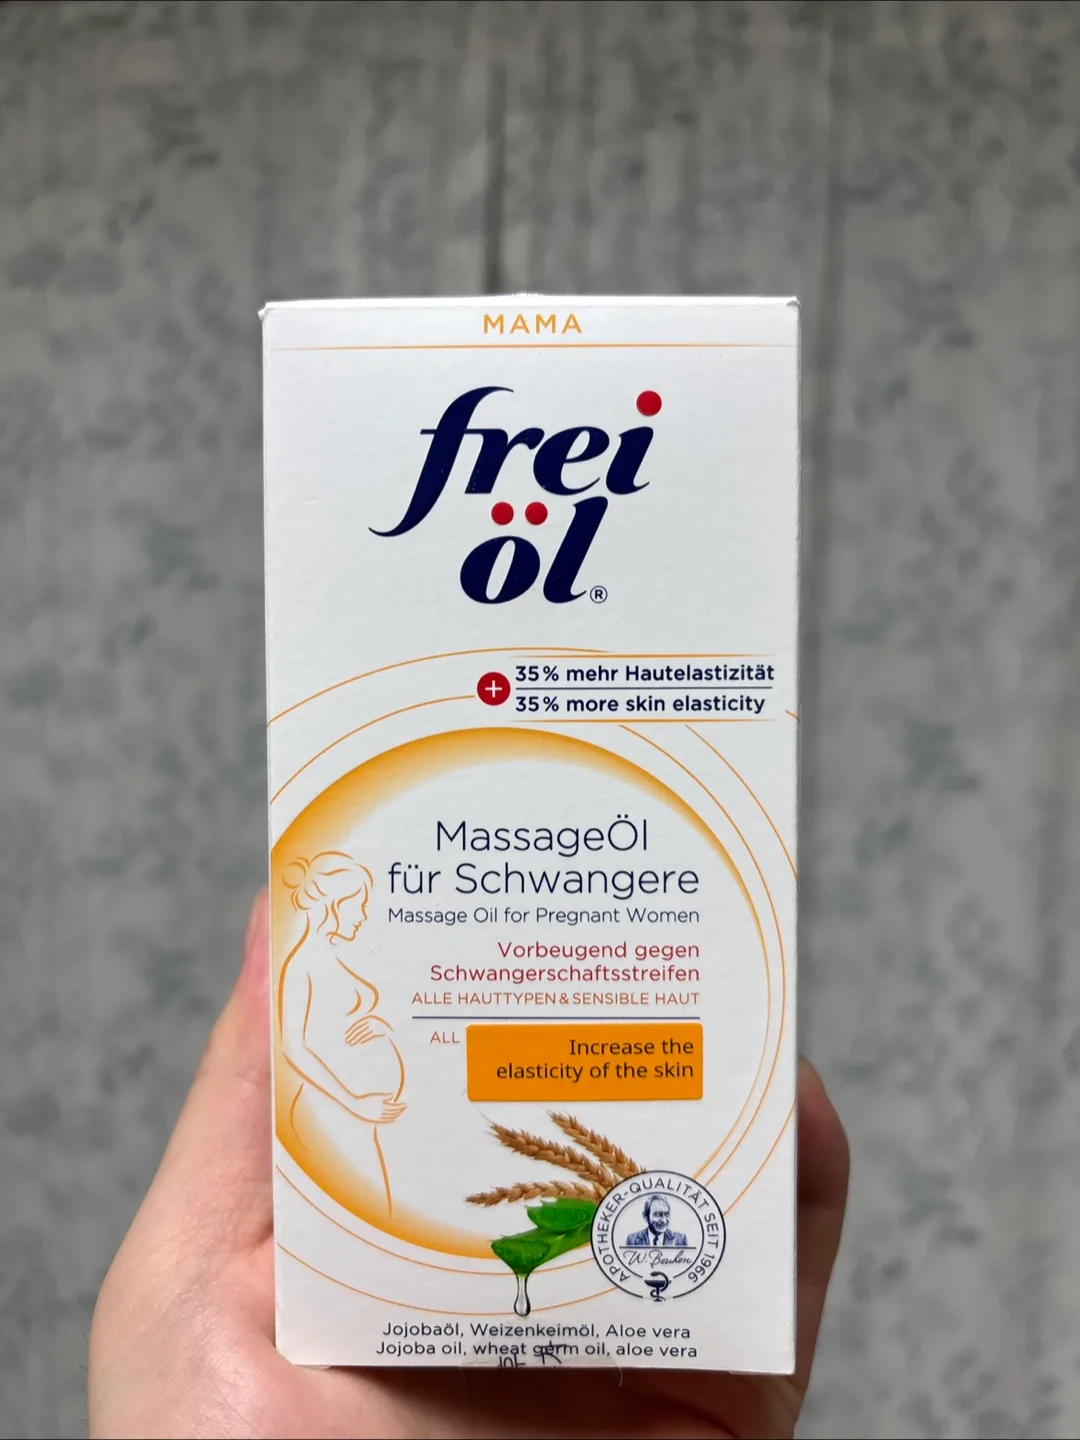 MAMA
frei
öl®
35% mehr Hautelastizität
35% more skin elasticity
MassageÖl
für Schwangere
Massage Oil for Pregnant Women
Vorbeugend gegen
Schwangerschaftsstreifen
ALLE HAUTTYPEN & SENSIBLE HAUT
ALL
Increase the
elasticity of the skin
APOTHEKER-QUALITÄT SEIT 1966
W. Bouhon
Jojobaöl, Weizenkeimöl, Aloe vera
Jojoba oil, wheat germ oil, aloe vera